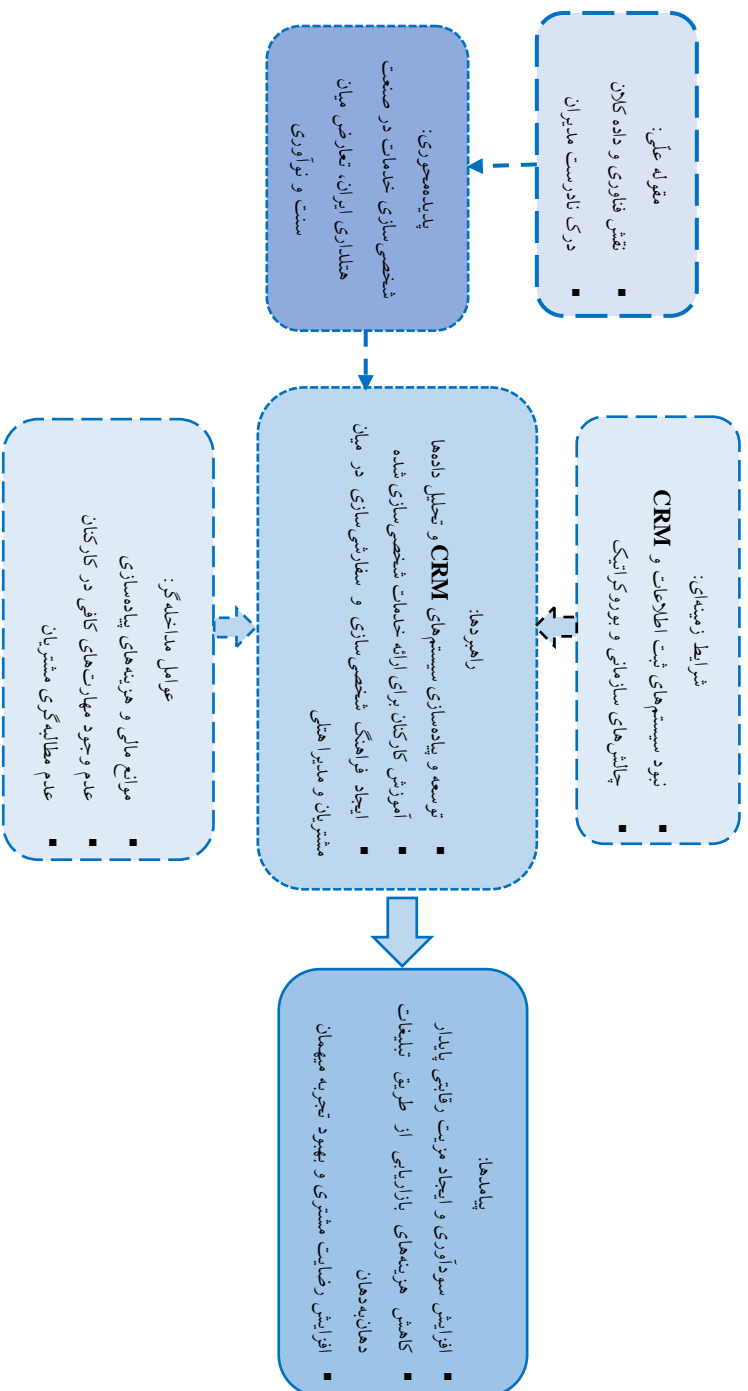 مقوله علّی:
▪ نقش فناوری و داده کلان
▪ درک نادرست مدیران
پدیده‌محوری:
شخصی‌سازی خدمات در صنعت
هتلداری ایران، تعارض میان
سنت و نوآوری
شرایط زمینه‌ای:
▪ نبود سیستم‌های ثبت اطلاعات و CRM
▪ چالش‌های سازمانی و بوروکراتیک
راهبردها:
▪ توسعه و پیاده‌سازی سیستم‌های CRM و تحلیل داده‌ها
▪ آموزش کارکنان برای ارائه خدمات شخصی‌سازی شده
▪ ایجاد فراهنگ شخصی‌سازی و سفارشی‌سازی در میان
مشتریان و مدیرا هتلی
عوامل مداخله‌گر:
▪ موانع مالی و هزینه‌های پیاده‌سازی
▪ عدم وجود مهارت‌های کافی در کارکنان
▪ عدم مطالبه‌گری مشتریان
پیامدها:
▪ افزایش سودآوری و ایجاد مزیت رقابتی پایدار
▪ کاهش هزینه‌های بازاریابی از طریق تبلیغات
دهان‌به‌دهان
▪ افزایش رضایت مشتری و بهبود تجربه میهمان